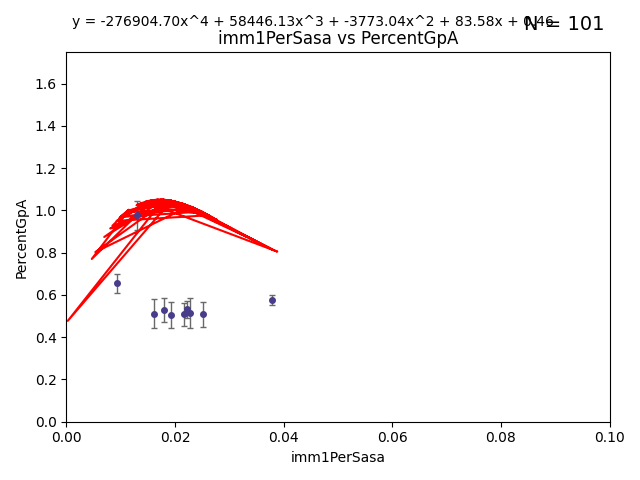 y = -276904.70x^4 + 58446.13x^3 + -3773.04x^2 + 83.58x + 0.46
N = 101
imm1PerSasa vs PercentGpA
1.6
1.4
1.2
1.0
0.8
0.6
0.4
0.2
0.0
PercentGpA
0.00 0.02 0.04 0.06 0.08 0.10
imm1PerSasa